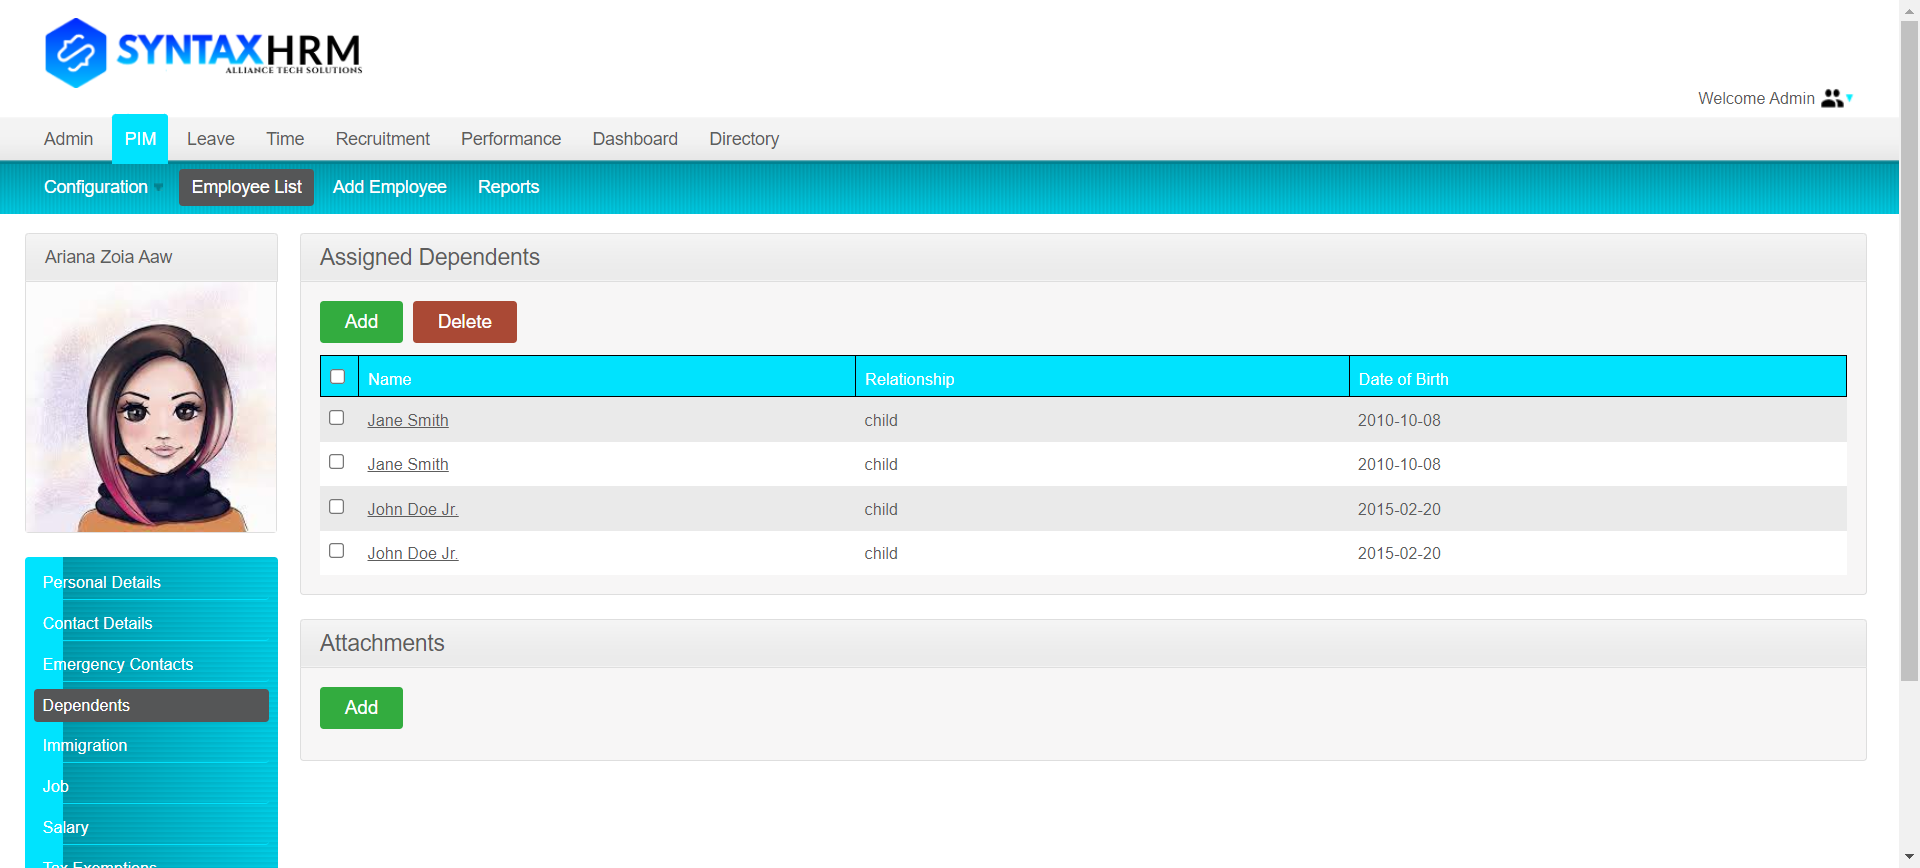 SYNTAXHRM
ALLIANCE TECH SOLUTIONS
Welcome Admin
Admin PIM Leave Time Recruitment Performance Dashboard Directory
Configuration Employee List Add Employee Reports
Ariana Zoia Aaw
Personal Details
Contact Details
Emergency Contacts
Dependents
Immigration
Job
Salary
Tax Exemptions
Assigned Dependents
Add Delete
Name Relationship Date of Birth
Jane Smith child 2010-10-08
Jane Smith child 2010-10-08
John Doe Jr. child 2015-02-20
John Doe Jr. child 2015-02-20
Attachments
Add